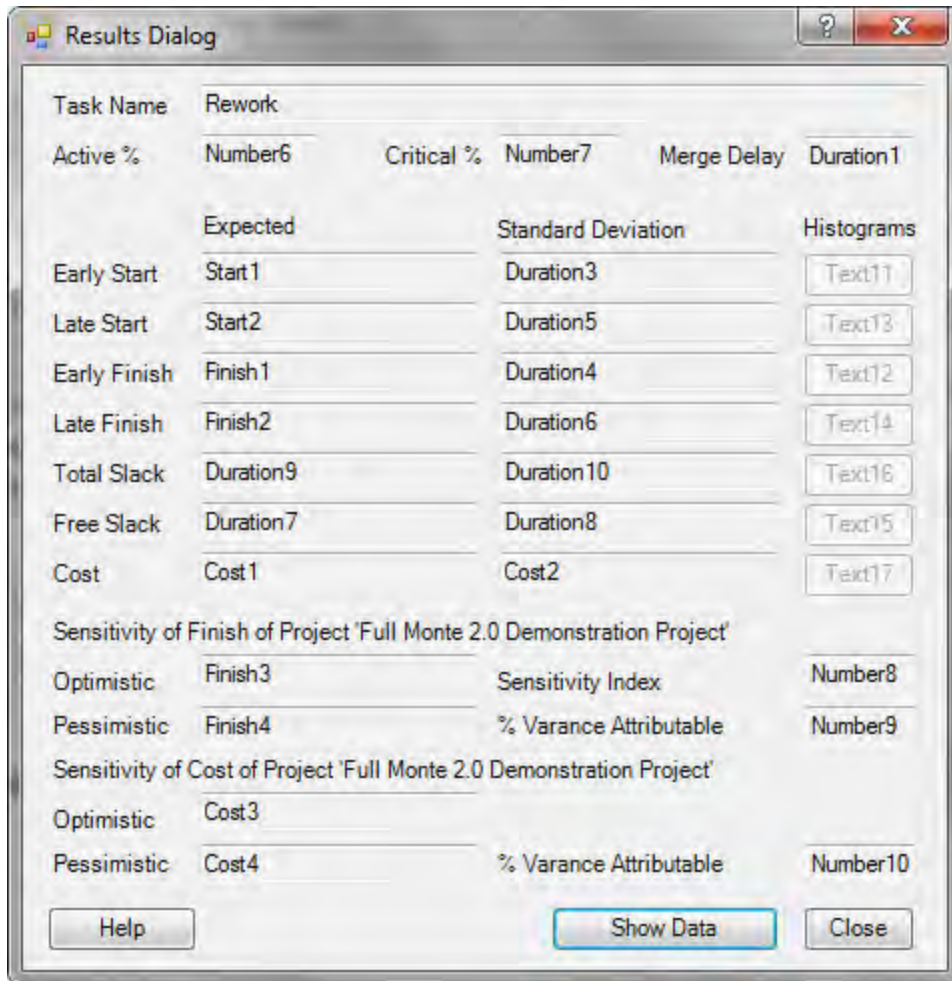 Results Dialog
Task Name Rework
Active % Number6 Critical % Number7 Merge Delay Duration1
Expected Standard Deviation Histograms
Early Start Start1 Duration3 Text11
Late Start Start2 Duration5 Text13
Early Finish Finish1 Duration4 Text12
Late Finish Finish2 Duration6 Text14
Total Slack Duration9 Duration10 Text16
Free Slack Duration7 Duration8 Text15
Cost Cost1 Cost2 Text17
Sensitivity of Finish of Project 'Full Monte 2.0 Demonstration Project'
Optimistic Finish3 Sensitivity Index Number8
Pessimistic Finish4 % Varance Attributable Number9
Sensitivity of Cost of Project 'Full Monte 2.0 Demonstration Project'
Optimistic Cost3
Pessimistic Cost4 % Varance Attributable Number10
Help Show Data Close